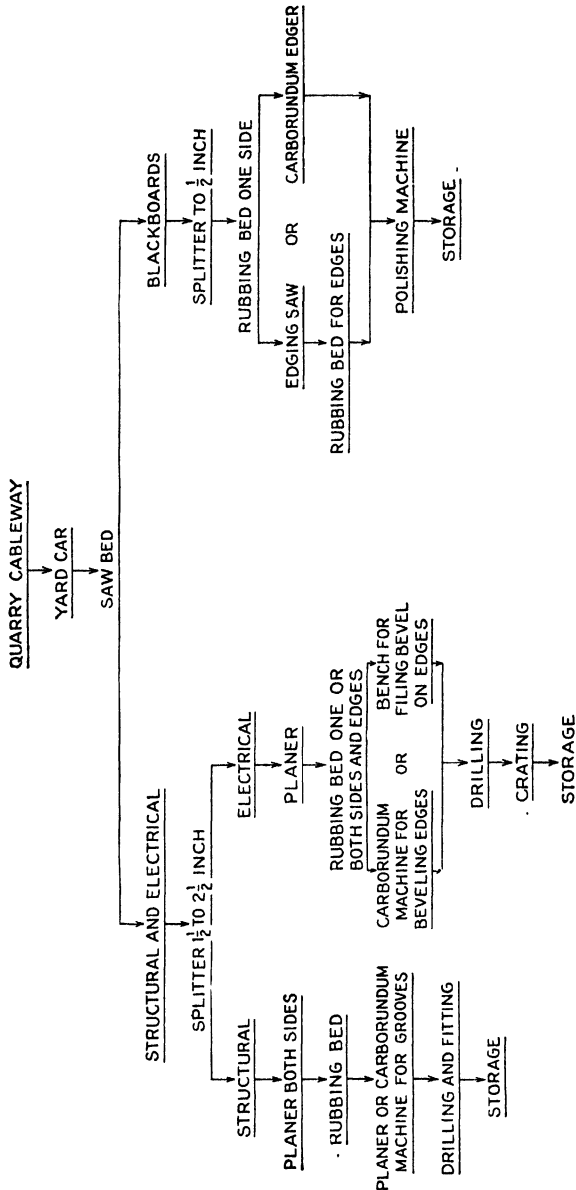 QUARRY CABLEWAY
YARD CAR
SAW BED
STRUCTURAL AND ELECTRICAL
SPLITTER 1½ TO 2½ INCH
STRUCTURAL
PLANER BOTH SIDES
RUBBING BED
PLANER OR CARBORUNDUM
MACHINE FOR GROOVES
DRILLING AND FITTING
STORAGE
ELECTRICAL
PLANER
RUBBING BED ONE OR
BOTH SIDES AND EDGES
CARBORUNDUM
MACHINE FOR
BEVELING EDGES
OR
BENCH FOR
FILING BEVEL
ON EDGES
DRILLING
CRATING
STORAGE
BLACKBOARDS
SPLITTER TO ½ INCH
RUBBING BED ONE SIDE
EDGING SAW OR CARBORUNDUM EDGER
RUBBING BED FOR EDGES
POLISHING MACHINE
STORAGE